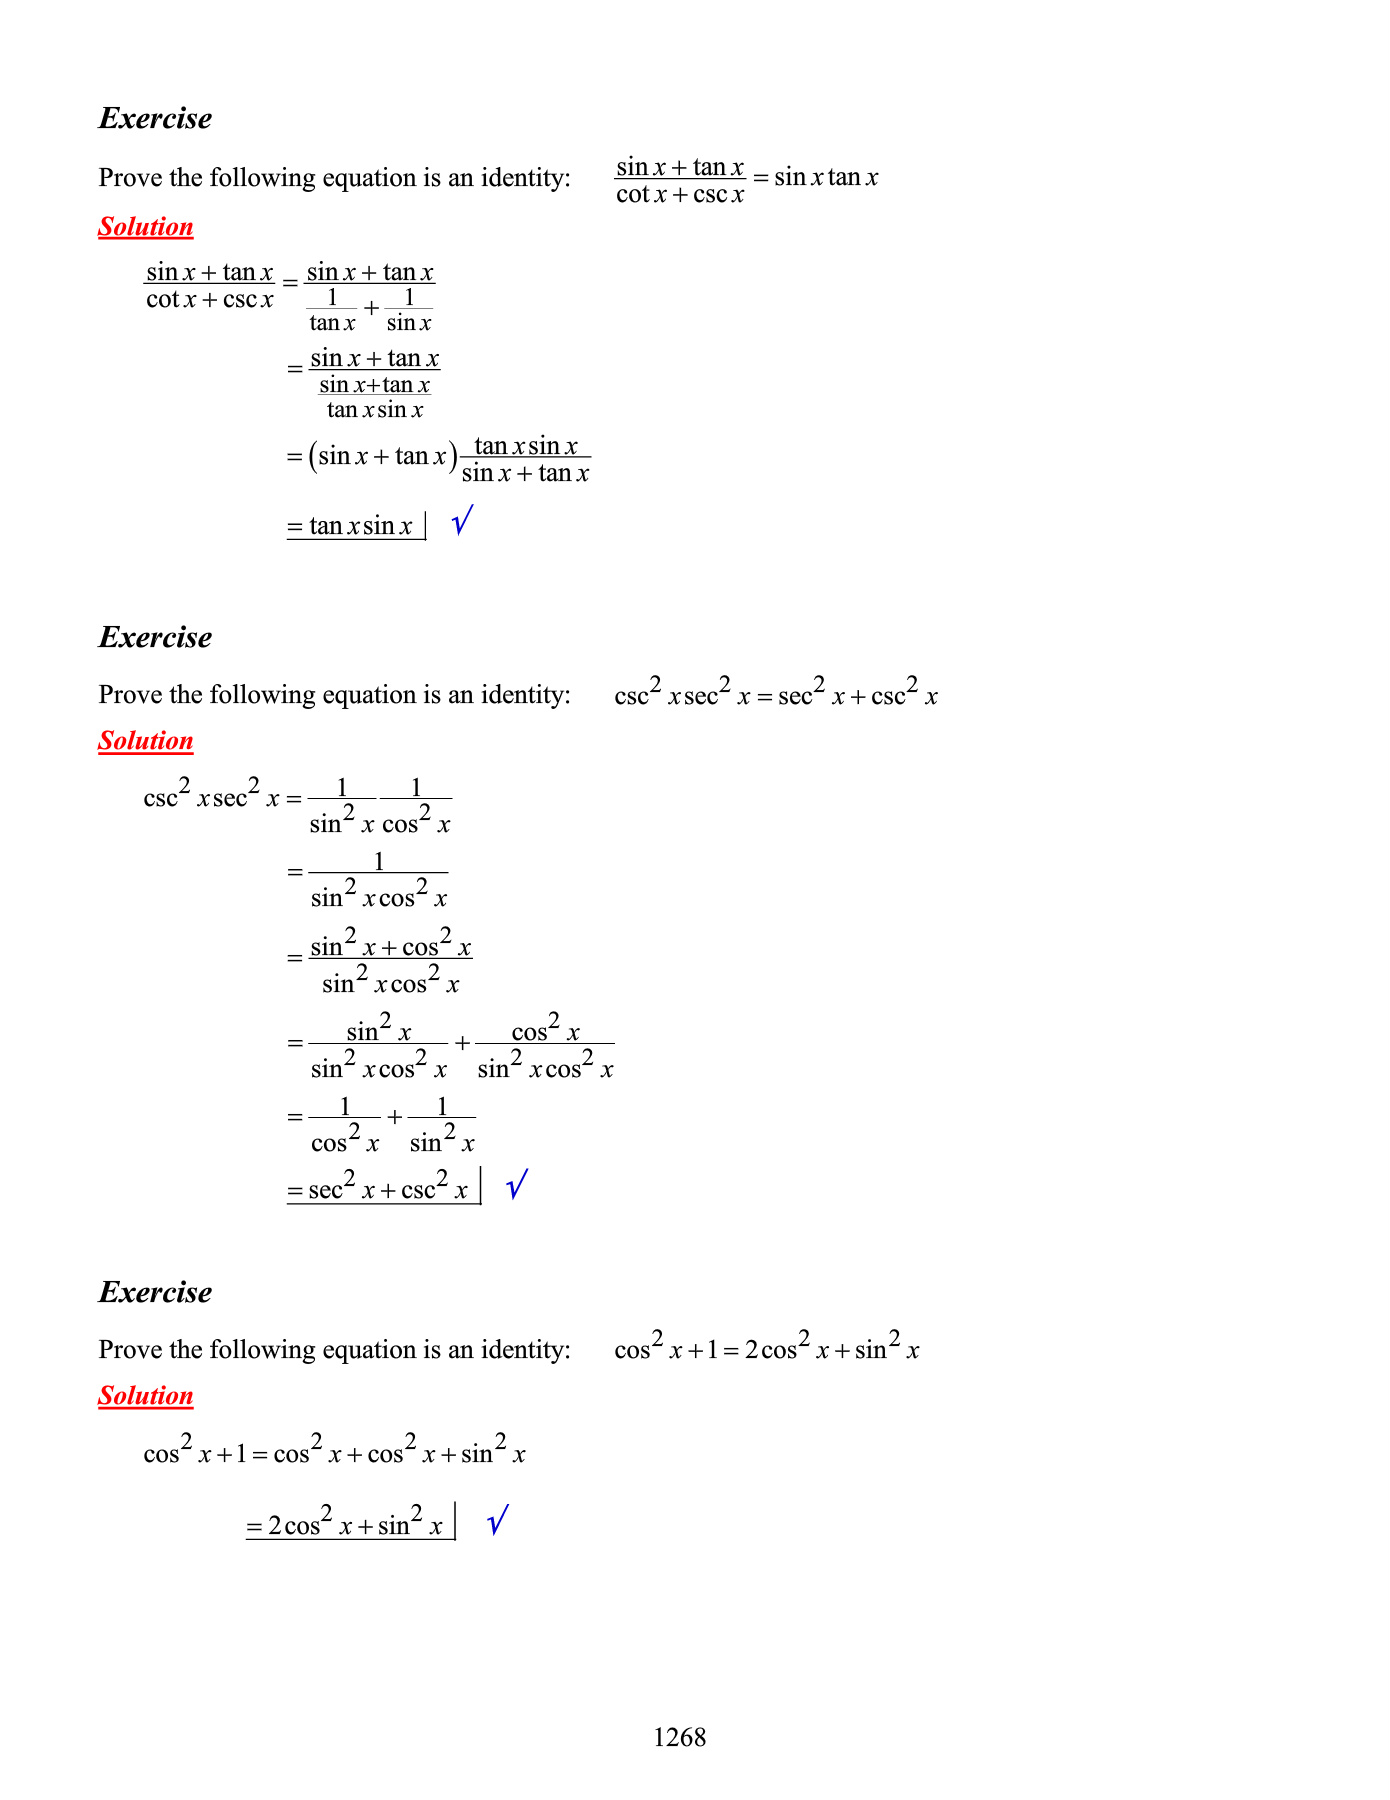 Exercise
Prove the following equation is an identity: $\frac{\sin x + \tan x}{\cot x + \csc x} = \sin x \tan x$
Solution
$\frac{\sin x + \tan x}{\cot x + \csc x} = \frac{\sin x + \tan x}{\frac{1}{\tan x} + \frac{1}{\sin x}}$
$= \frac{\sin x + \tan x}{\frac{\sin x + \tan x}{\tan x \sin x}}$
$= (\sin x + \tan x) \frac{\tan x \sin x}{\sin x + \tan x}$
$= \tan x \sin x$ | √
Exercise
Prove the following equation is an identity: $\csc^2 x \sec^2 x = \sec^2 x + \csc^2 x$
Solution
$\csc^2 x \sec^2 x = \frac{1}{\sin^2 x} \frac{1}{\cos^2 x}$
$= \frac{1}{\sin^2 x \cos^2 x}$
$= \frac{\sin^2 x + \cos^2 x}{\sin^2 x \cos^2 x}$
$= \frac{\sin^2 x}{\sin^2 x \cos^2 x} + \frac{\cos^2 x}{\sin^2 x \cos^2 x}$
$= \frac{1}{\cos^2 x} + \frac{1}{\sin^2 x}$
$= \sec^2 x + \csc^2 x$ | √
Exercise
Prove the following equation is an identity: $\cos^2 x + 1 = 2\cos^2 x + \sin^2 x$
Solution
$\cos^2 x + 1 = \cos^2 x + \cos^2 x + \sin^2 x$
$= 2\cos^2 x + \sin^2 x$ | √
1268